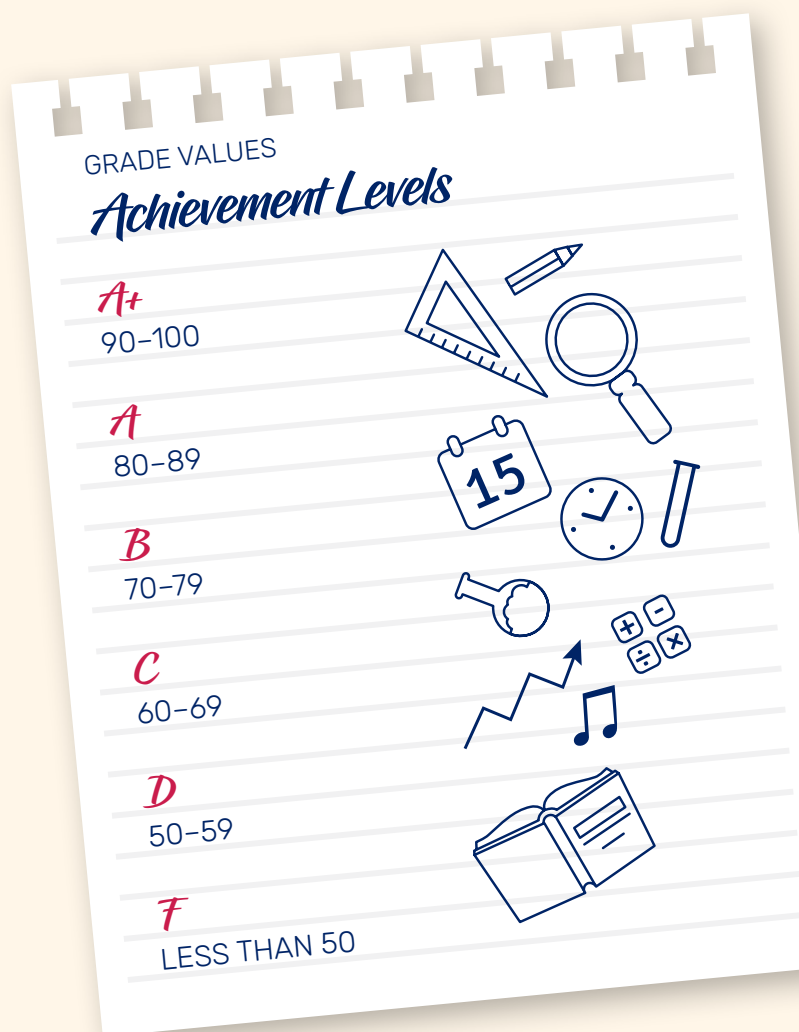 GRADE VALUES
Achievement Levels
A+
90–100
A
80–89
B
70–79
C
60–69
D
50–59
F
LESS THAN 50
15
+ -
÷ ×